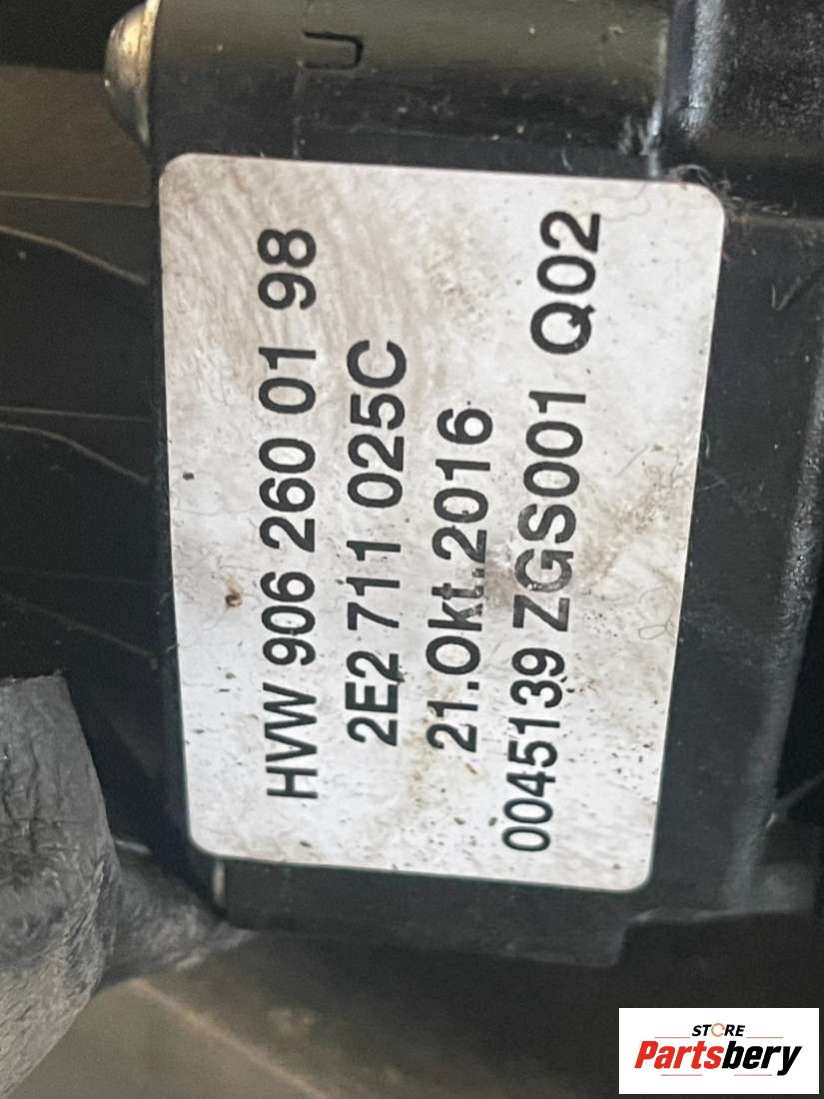 HVW 906 260 01 98
2E2 711 025C
21.Okt.2016
0045139 ZGS001 Q02
STORE
Partsbery